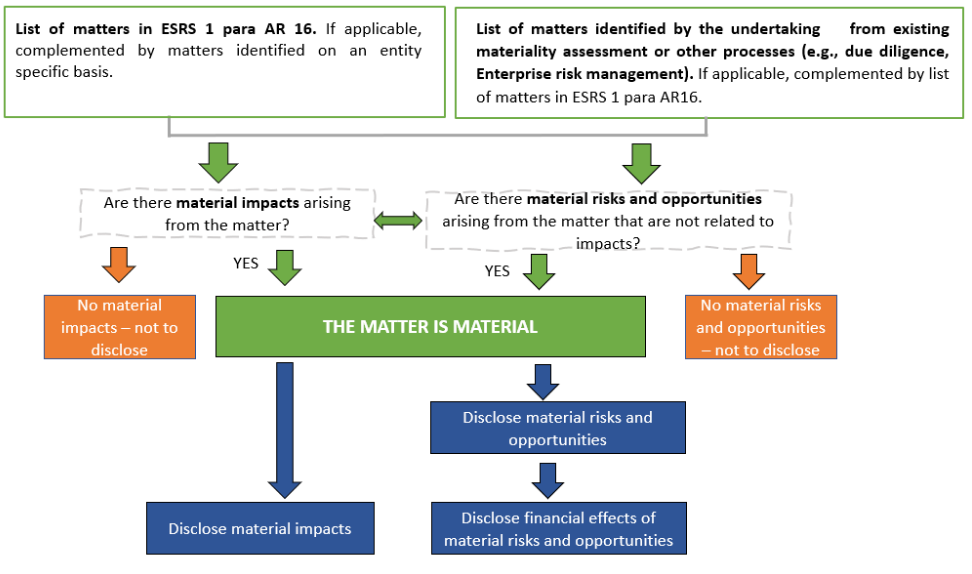 List of matters in ESRS 1 para AR 16. If applicable,
complemented by matters identified on an entity
specific basis.
List of matters identified by the undertaking from existing
materiality assessment or other processes (e.g., due diligence,
Enterprise risk management). If applicable, complemented by list
of matters in ESRS 1 para AR16.
Are there material impacts arising
from the matter?
Are there material risks and opportunities
arising from the matter that are not related to
impacts?
YES
YES
No material
impacts – not to
disclose
THE MATTER IS MATERIAL
No material risks
and opportunities
– not to disclose
Disclose material risks and
opportunities
Disclose material impacts
Disclose financial effects of
material risks and opportunities